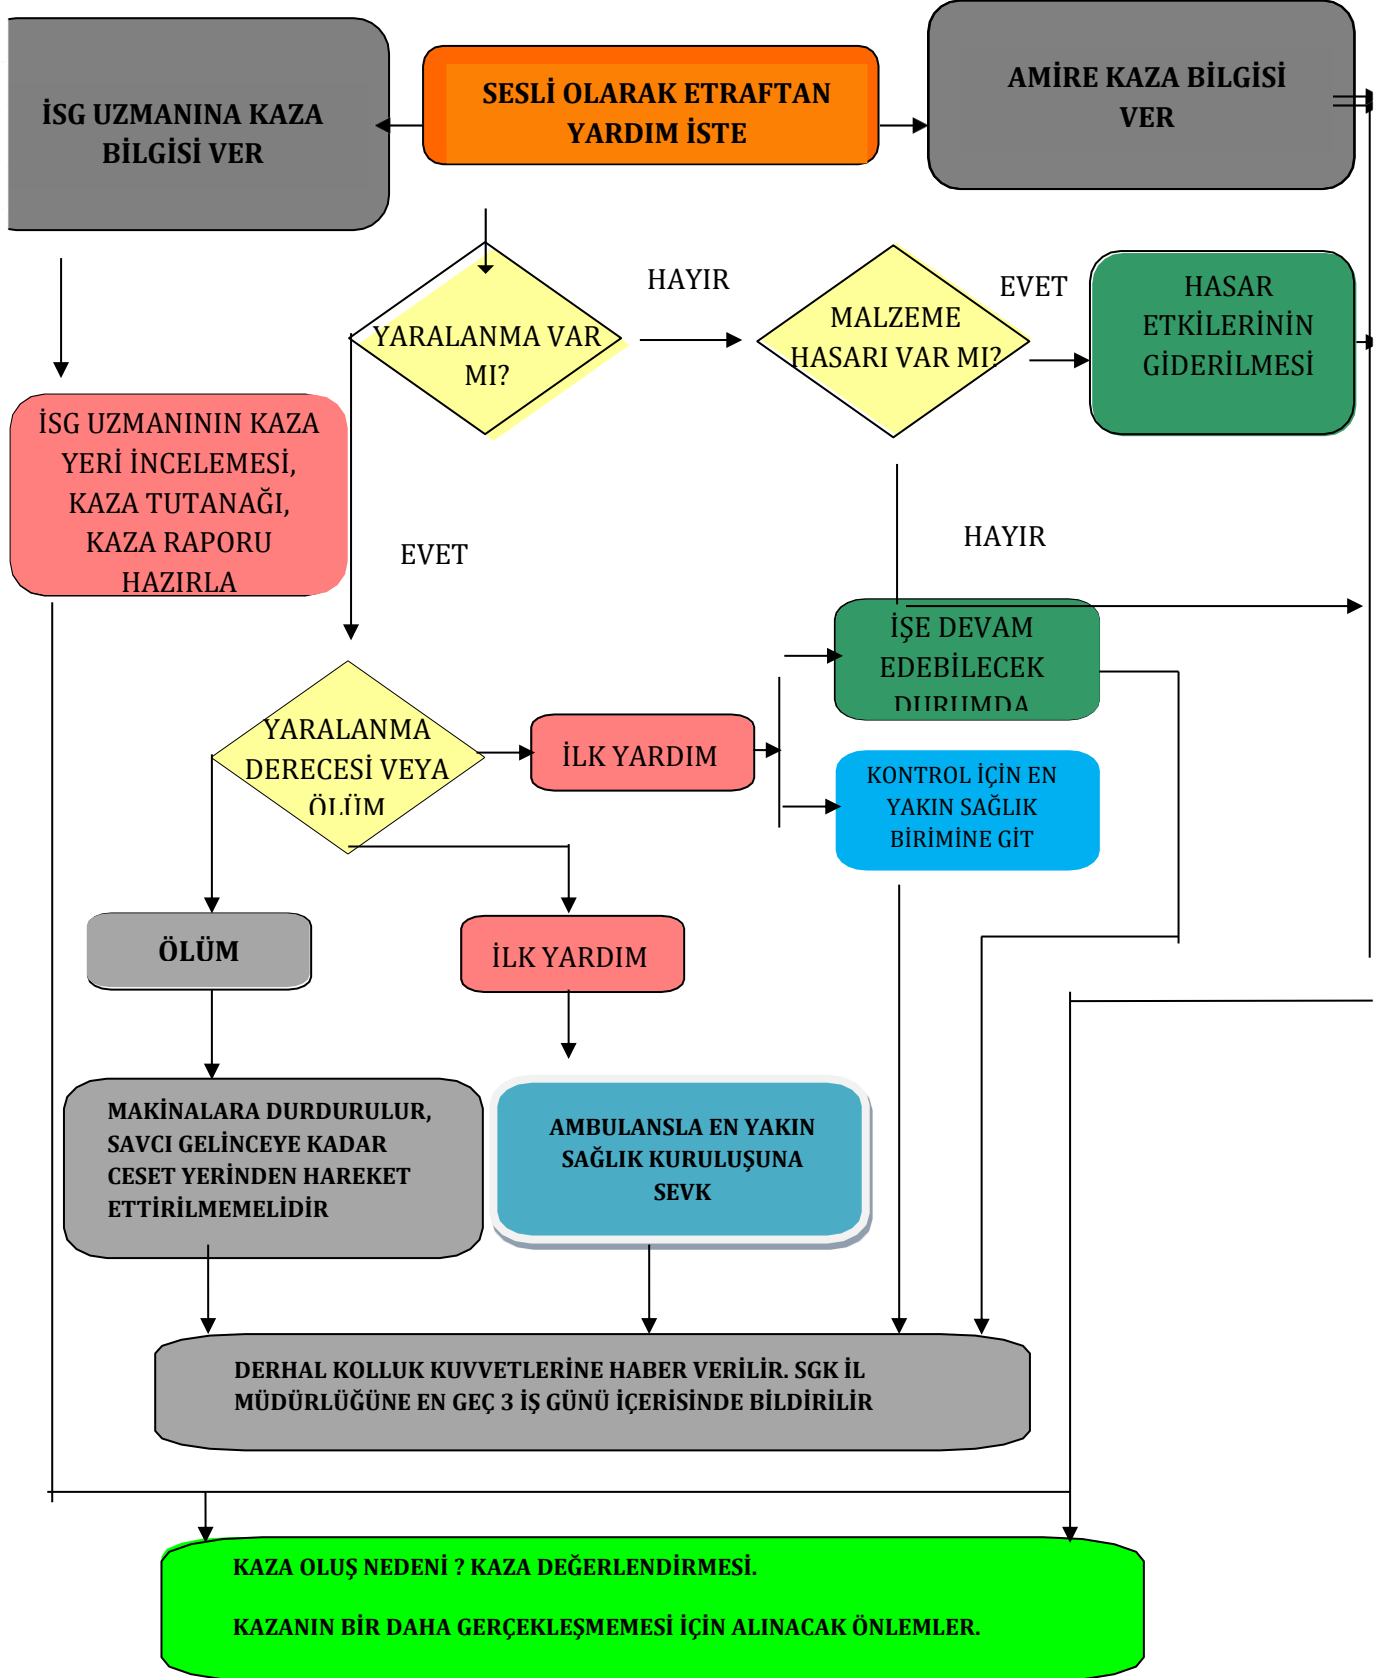 İSG UZMANINA KAZA
BİLGİSİ VER
SESLİ OLARAK ETRAFTAN
YARDIM İSTE
AMİRE KAZA BİLGİSİ
VER
YARALANMA VAR
MI?
HAYIR
MALZEME
HASARI VAR MI?
EVET
HASAR
ETKİLERİNİN
GİDERİLMESİ
İSG UZMANININ KAZA
YERİ İNCELEMESİ,
KAZA TUTANAĞI,
KAZA RAPORU
HAZIRLA
EVET
HAYIR
İŞE DEVAM
EDEBİLECEK
DURUMDA
YARALANMA
DERECESİ VEYA
ÖLÜM
İLK YARDIM
KONTROL İÇİN EN
YAKIN SAĞLIK
BİRİMİNE GİT
ÖLÜM
İLK YARDIM
MAKİNALARA DURDURULUR,
SAVCI GELİNCEYE KADAR
CESET YERİNDEN HAREKET
ETTİRİLMEMELİDİR
AMBULANSLA EN YAKIN
SAĞLIK KURULUŞUNA
SEVK
DERHAL KOLLUK KUVVETLERİNE HABER VERİLİR. SGK İL
MÜDÜRLÜĞÜNE EN GEÇ 3 İŞ GÜNÜ İÇERİSİNDE BİLDİRİLİR
KAZA OLUŞ NEDENİ ? KAZA DEĞERLENDİRMESİ.
KAZANIN BİR DAHA GERÇEKLEŞMEMESİ İÇİN ALINACAK ÖNLEMLER.